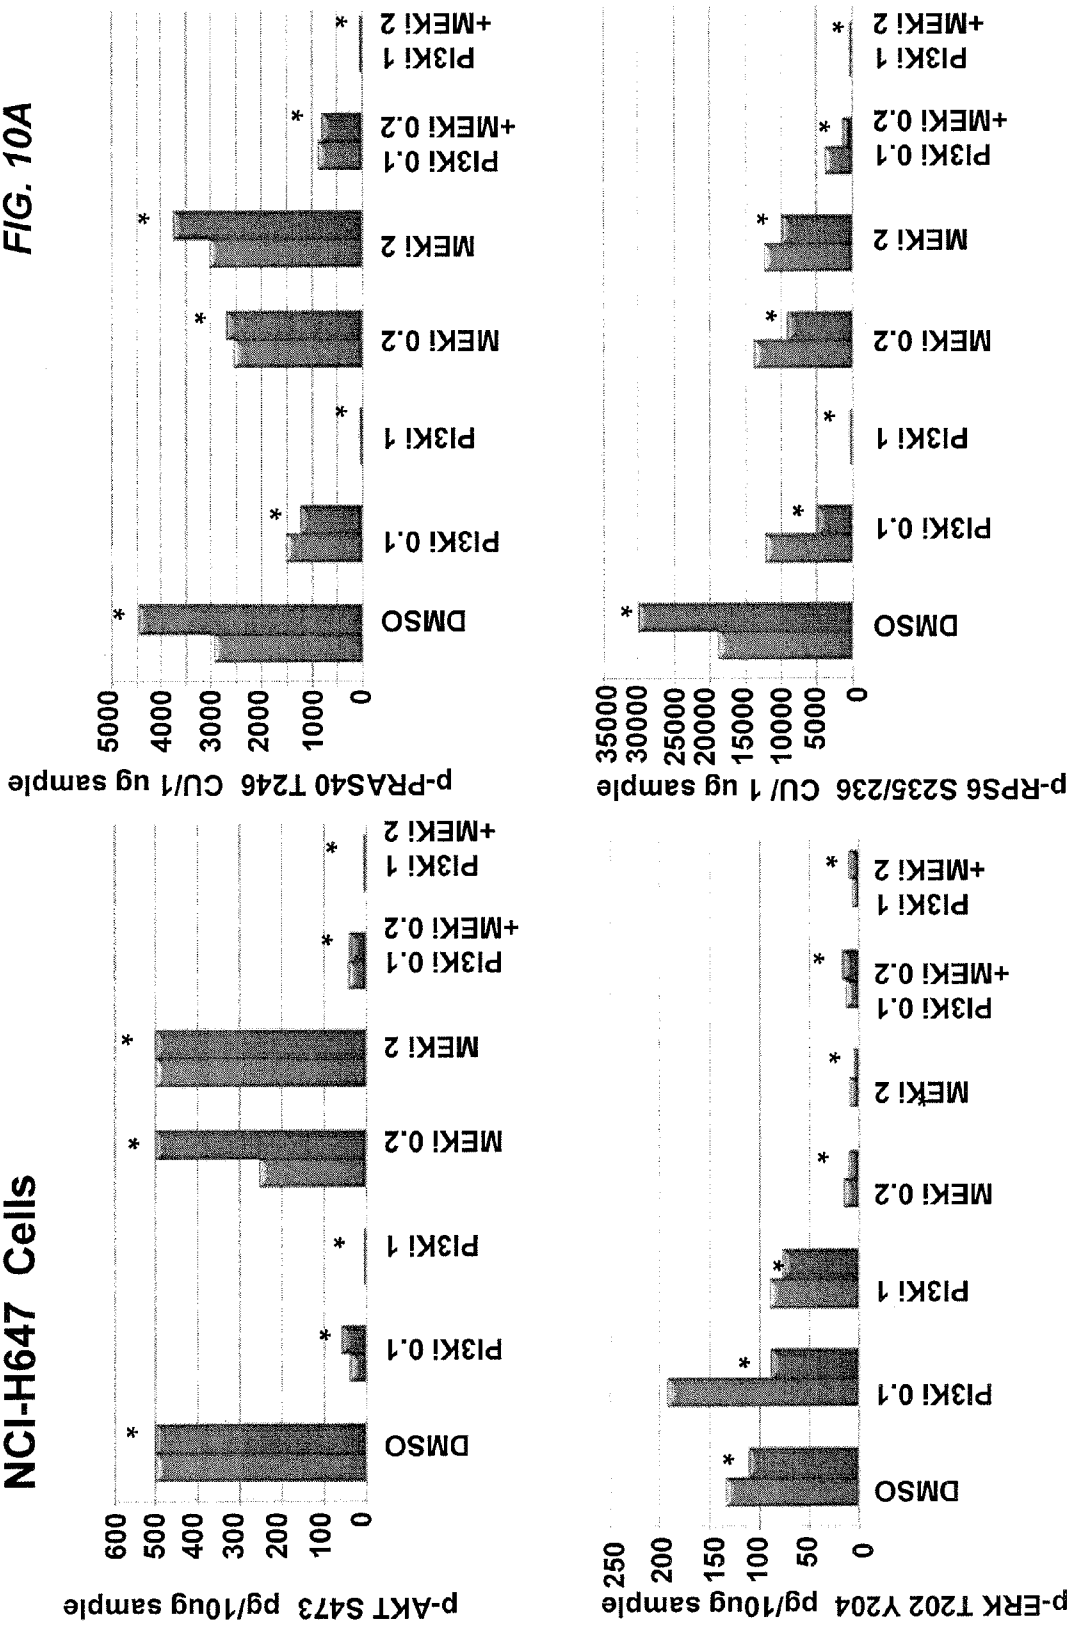 FIG. 10A
NCI-H647 Cells
p-AKT S473 pg/10ug sample
600
500
400
300
200
100
0
*
*
*
*
*
*
*
DMSO
PI3Ki 0.1
PI3Ki 1
MEKi 0.2
MEKi 2
PI3Ki 0.1
+MEKi 0.2
PI3Ki 1
+MEKi 2
p-PRAS40 T246 CU/1 ug sample
5000
4000
3000
2000
1000
0
*
*
*
*
*
*
*
DMSO
PI3Ki 0.1
PI3Ki 1
MEKi 0.2
MEKi 2
PI3Ki 0.1
+MEKi 0.2
PI3Ki 1
+MEKi 2
p-ERK T202 Y204 pg/10ug sample
250
200
150
100
50
0
*
*
*
*
*
*
*
DMSO
PI3Ki 0.1
PI3Ki 1
MEKi 0.2
MEKi 2
*
PI3Ki 0.1
+MEKi 0.2
PI3Ki 1
+MEKi 2
p-RPS6 S235/236 CU/ 1 ug sample
35000
30000
25000
20000
15000
10000
5000
0
*
*
*
*
*
*
*
DMSO
PI3Ki 0.1
PI3Ki 1
MEKi 0.2
MEKi 2
PI3Ki 0.1
+MEKi 0.2
PI3Ki 1
+MEKi 2